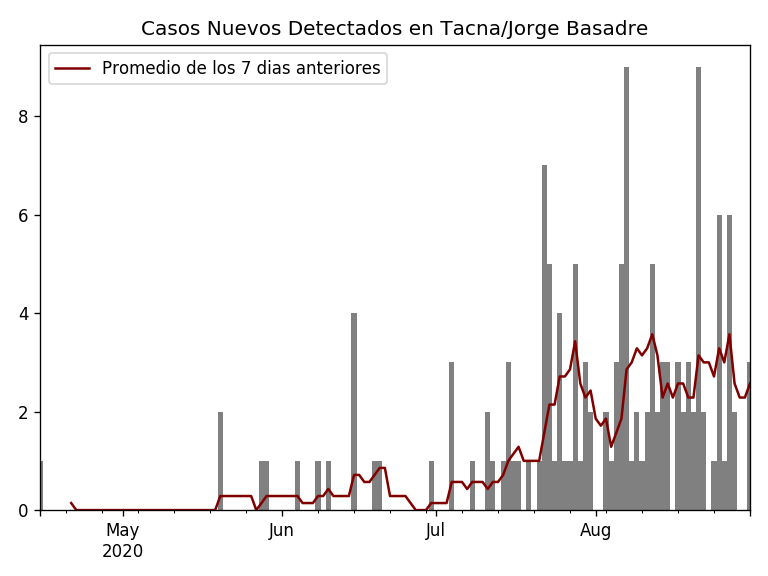 Casos Nuevos Detectados en Tacna/Jorge Basadre
Promedio de los 7 dias anteriores
8
6
4
2
0
May Jun Jul Aug
2020